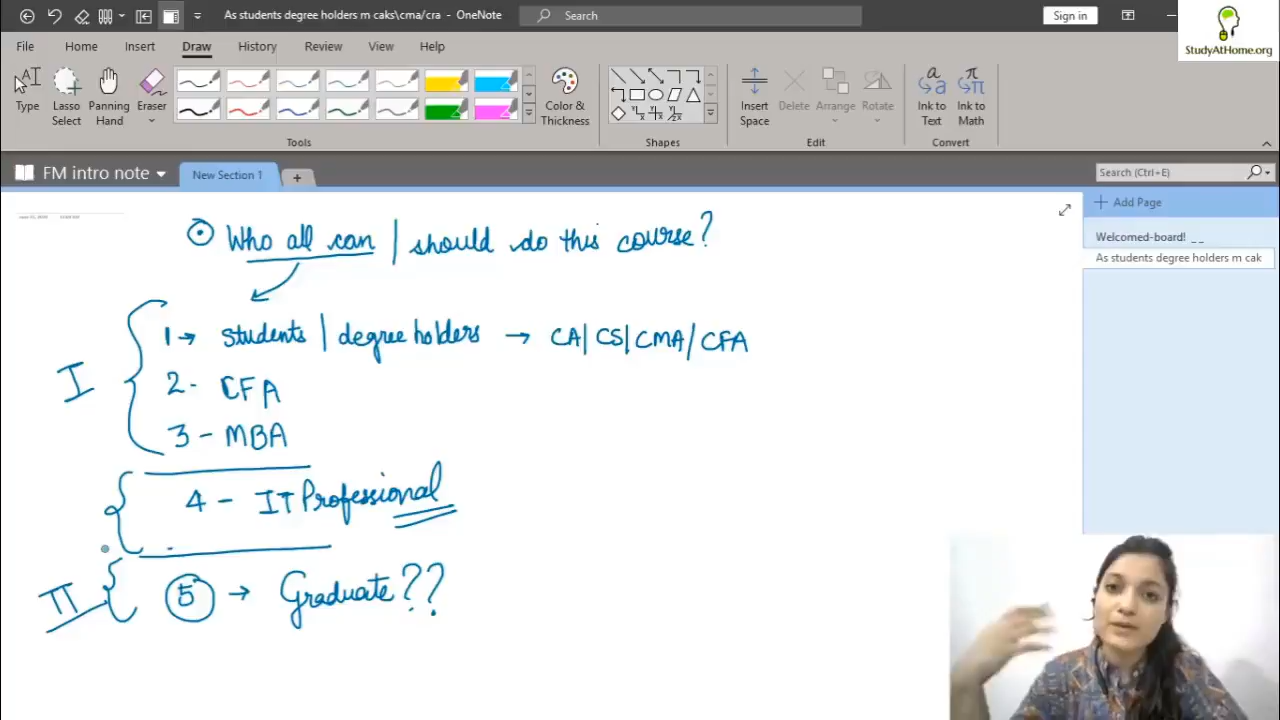 As students degree holders m caks\cma/cra - OneNote
Search
Sign in
StudyAtHome.org
File Home Insert Draw History Review View Help
Type
Lasso Select
Panning Hand
Eraser
Color & Thickness
Insert Space
Delete
Arrange
Rotate
Ink to Text
Ink to Math
Tools Shapes Edit Convert
FM intro note
New Section 1
Search (Ctrl+E)
Add Page
Welcomed-board! _ _
As students degree holders m cak
Who all can | should do this course?
I
1 → students | degree holders → CA| CS| CMA/ CFA
2 - CFA
3 - MBA
4 - IT Professional
II
5 → Graduate??